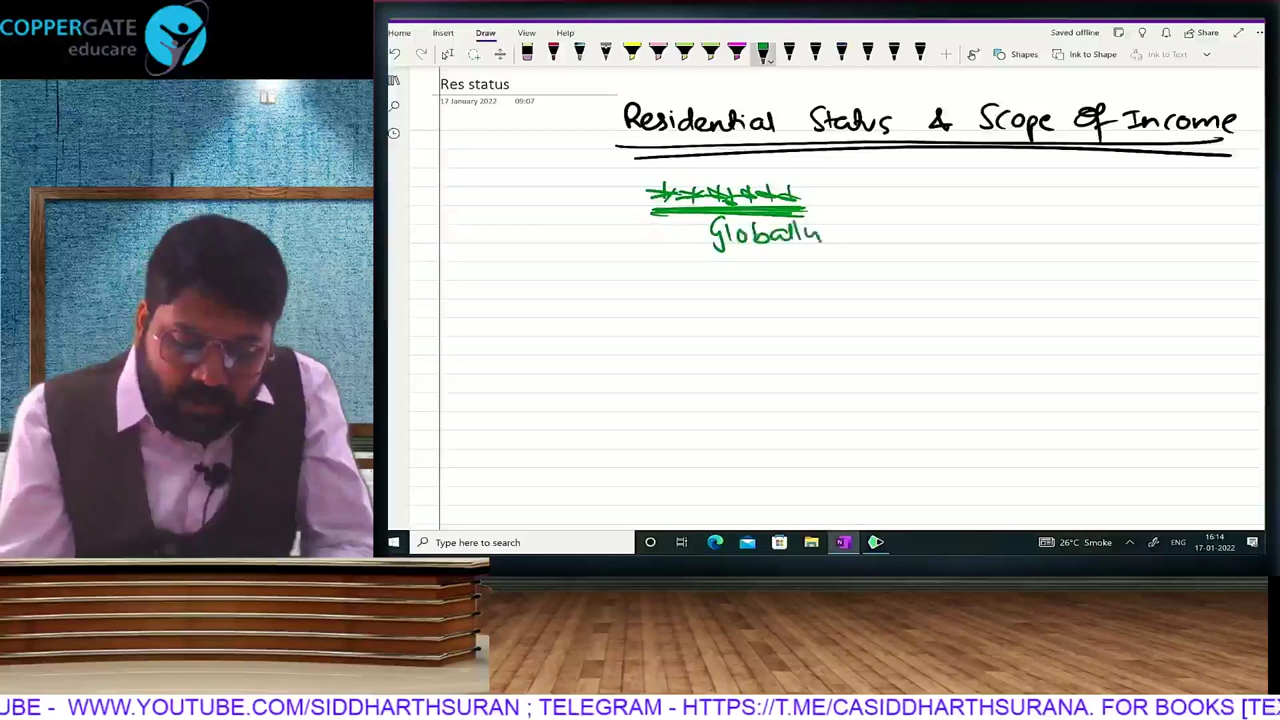 COPPERGATE
educare
Home Insert Draw View Help
Saved offline
Share
Shapes
Ink to Shape
Ink to Text
Res status
17 January 2022 09:07
Residential Status & Scope Of Income
Globally
Type here to search
26°C Smoke
ENG
16:14
17-01-2022
UBE - WWW.YOUTUBE.COM/SIDDHARTHSURAN ; TELEGRAM - HTTPS://T.ME/CASIDDHARTHSURANA. FOR BOOKS [TE